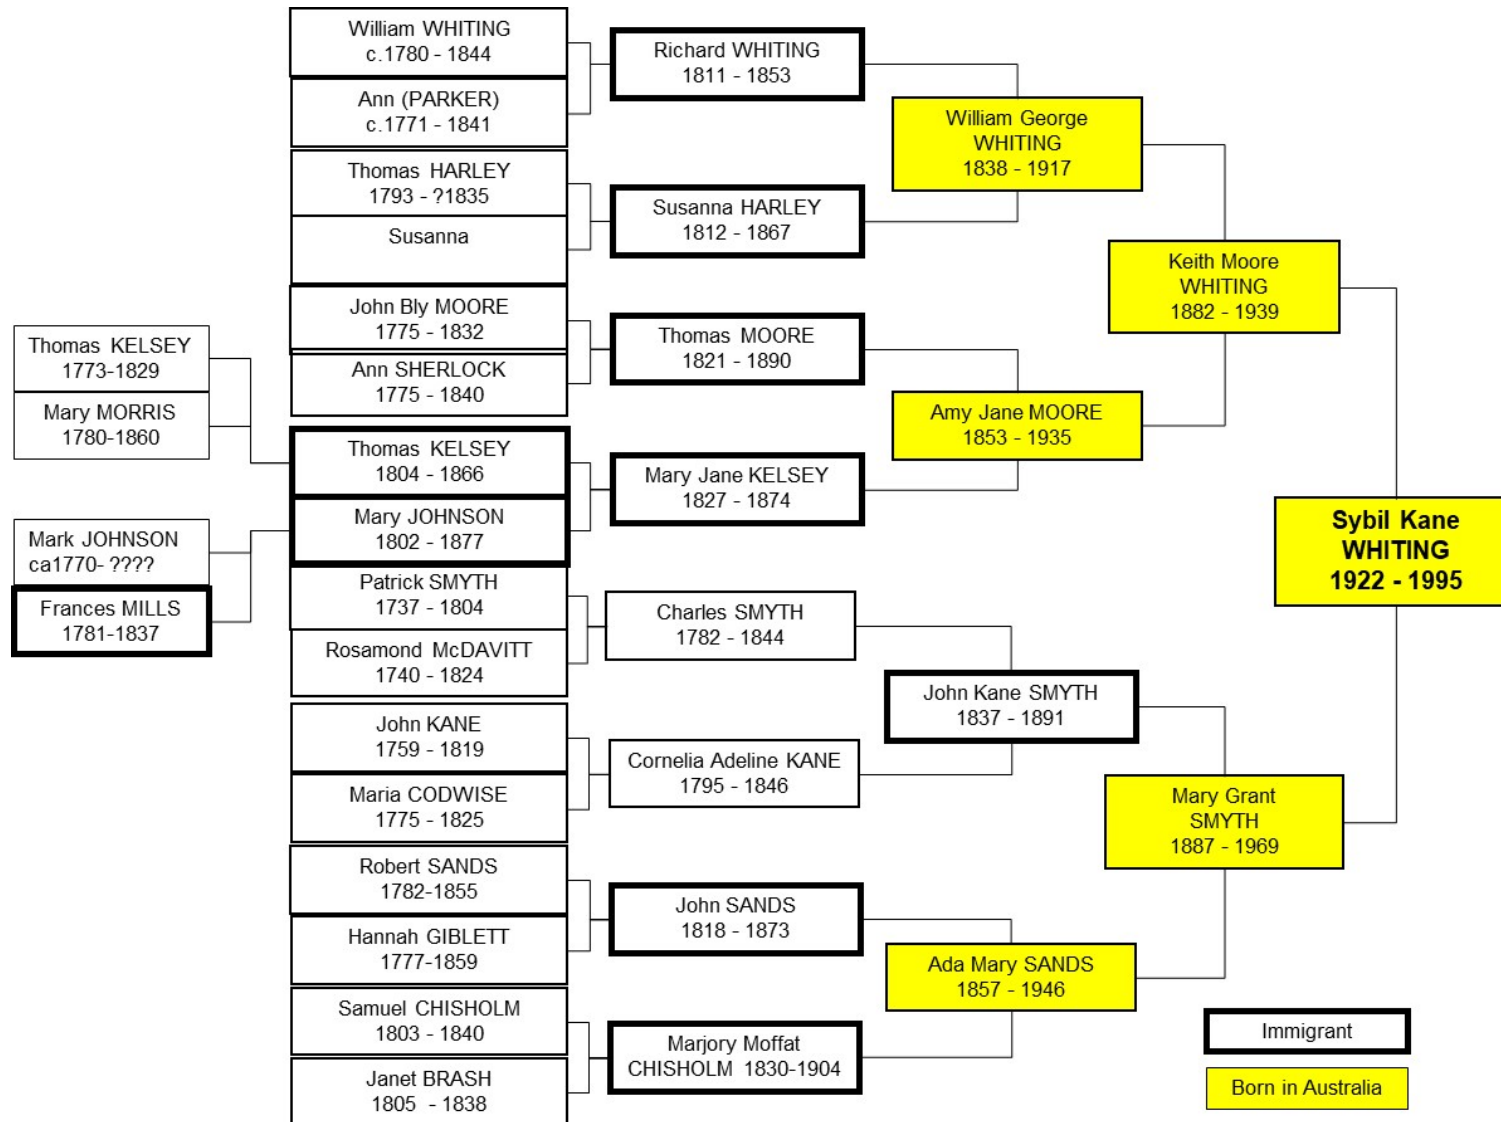 Thomas KELSEY
1773-1829
Mary MORRIS
1780-1860
Mark JOHNSON
ca1770- ????
Frances MILLS
1781-1837
William WHITING
c.1780 - 1844
Ann (PARKER)
c.1771 - 1841
Thomas HARLEY
1793 - ?1835
Susanna
John Bly MOORE
1775 - 1832
Ann SHERLOCK
1775 - 1840
Thomas KELSEY
1804 - 1866
Mary JOHNSON
1802 - 1877
Patrick SMYTH
1737 - 1804
Rosamond McDAVITT
1740 - 1824
John KANE
1759 - 1819
Maria CODWISE
1775 - 1825
Robert SANDS
1782-1855
Hannah GIBLETT
1777-1859
Samuel CHISHOLM
1803 - 1840
Janet BRASH
1805 - 1838
Richard WHITING
1811 - 1853
Susanna HARLEY
1812 - 1867
Thomas MOORE
1821 - 1890
Mary Jane KELSEY
1827 - 1874
Charles SMYTH
1782 - 1844
Cornelia Adeline KANE
1795 - 1846
John SANDS
1818 - 1873
Marjory Moffat
CHISHOLM 1830-1904
William George
WHITING
1838 - 1917
Amy Jane MOORE
1853 - 1935
John Kane SMYTH
1837 - 1891
Ada Mary SANDS
1857 - 1946
Keith Moore
WHITING
1882 - 1939
Mary Grant
SMYTH
1887 - 1969
Sybil Kane
WHITING
1922 - 1995
Immigrant
Born in Australia